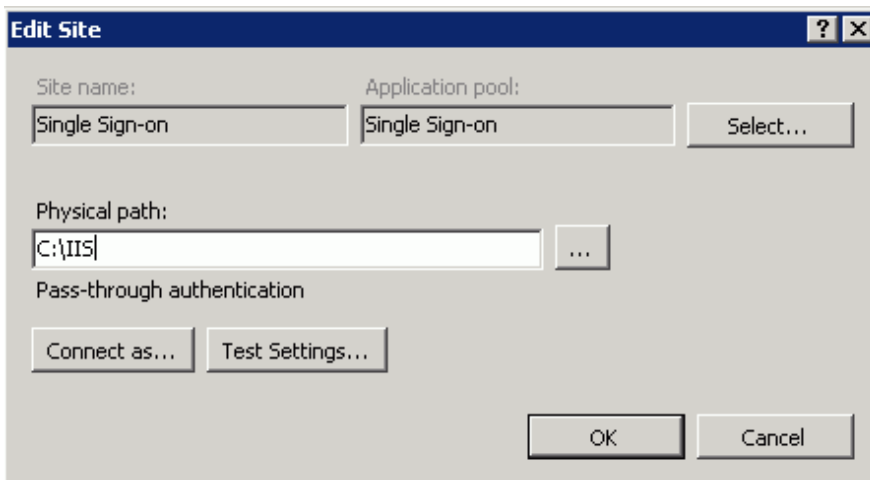 Edit Site
Site name: Application pool:
Single Sign-on Single Sign-on Select...
Physical path:
C:\IIS ...
Pass-through authentication
Connect as... Test Settings...
OK Cancel